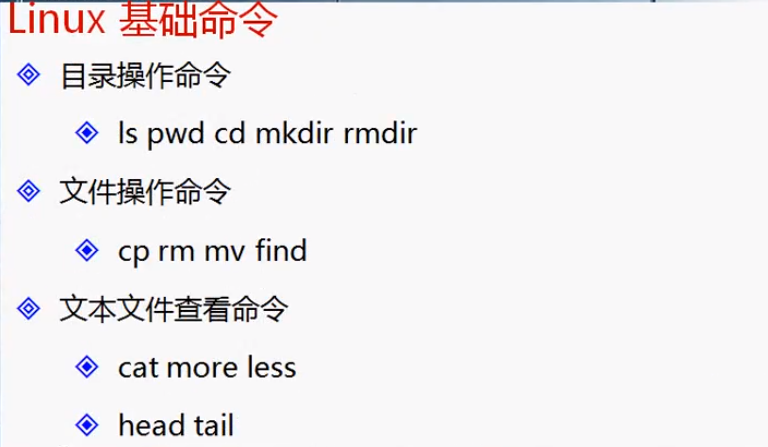 Linux 基础命令
目录操作命令
ls pwd cd mkdir rmdir
文件操作命令
cp rm mv find
文本文件查看命令
cat more less
head tail